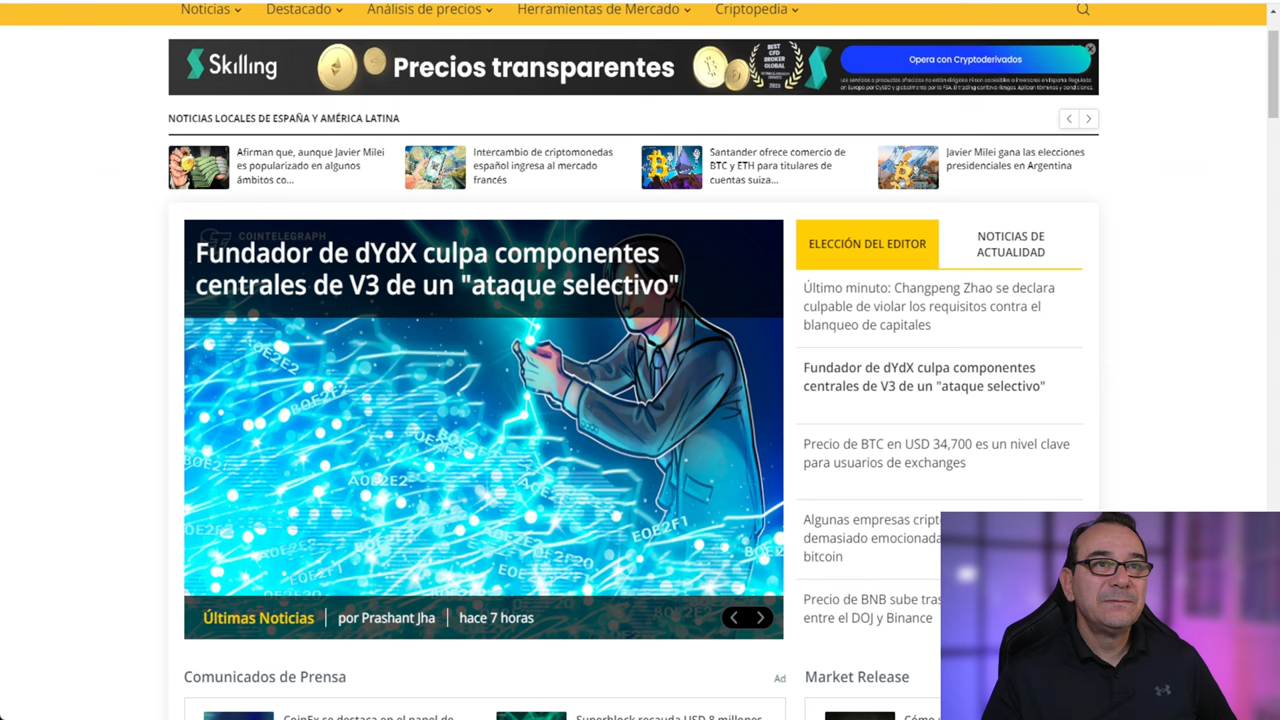 Noticias
Destacado
Análisis de precios
Herramientas de Mercado
Criptopedia
Skilling
Precios transparentes
BEST
CFD
BROKER
GLOBAL
Opera con Cryptoderivados
NOTICIAS LOCALES DE ESPAÑA Y AMÉRICA LATINA
Afirman que, aunque Javier Milei
es popularizado en algunos
ámbitos co...
Intercambio de criptomonedas
español ingresa al mercado
francés
Santander ofrece comercio de
BTC y ETH para titulares de
cuentas suiza...
Javier Milei gana las elecciones
presidenciales en Argentina
COINTELEGRAPH
Fundador de dYdX culpa componentes
centrales de V3 de un "ataque selectivo"
Últimas Noticias
por Prashant Jha
hace 7 horas
ELECCIÓN DEL EDITOR
NOTICIAS DE
ACTUALIDAD
Último minuto: Changpeng Zhao se declara
culpable de violar los requisitos contra el
blanqueo de capitales
Fundador de dYdX culpa componentes
centrales de V3 de un "ataque selectivo"
Precio de BTC en USD 34,700 es un nivel clave
para usuarios de exchanges
Algunas empresas
demasiado emocionada
bitcoin
Precio de BNB sube
entre el DOJ y Binance
Comunicados de Prensa
Ad
Market Release
CoinEx se destaca en el panel de
Superblock recauda USD 8 millones